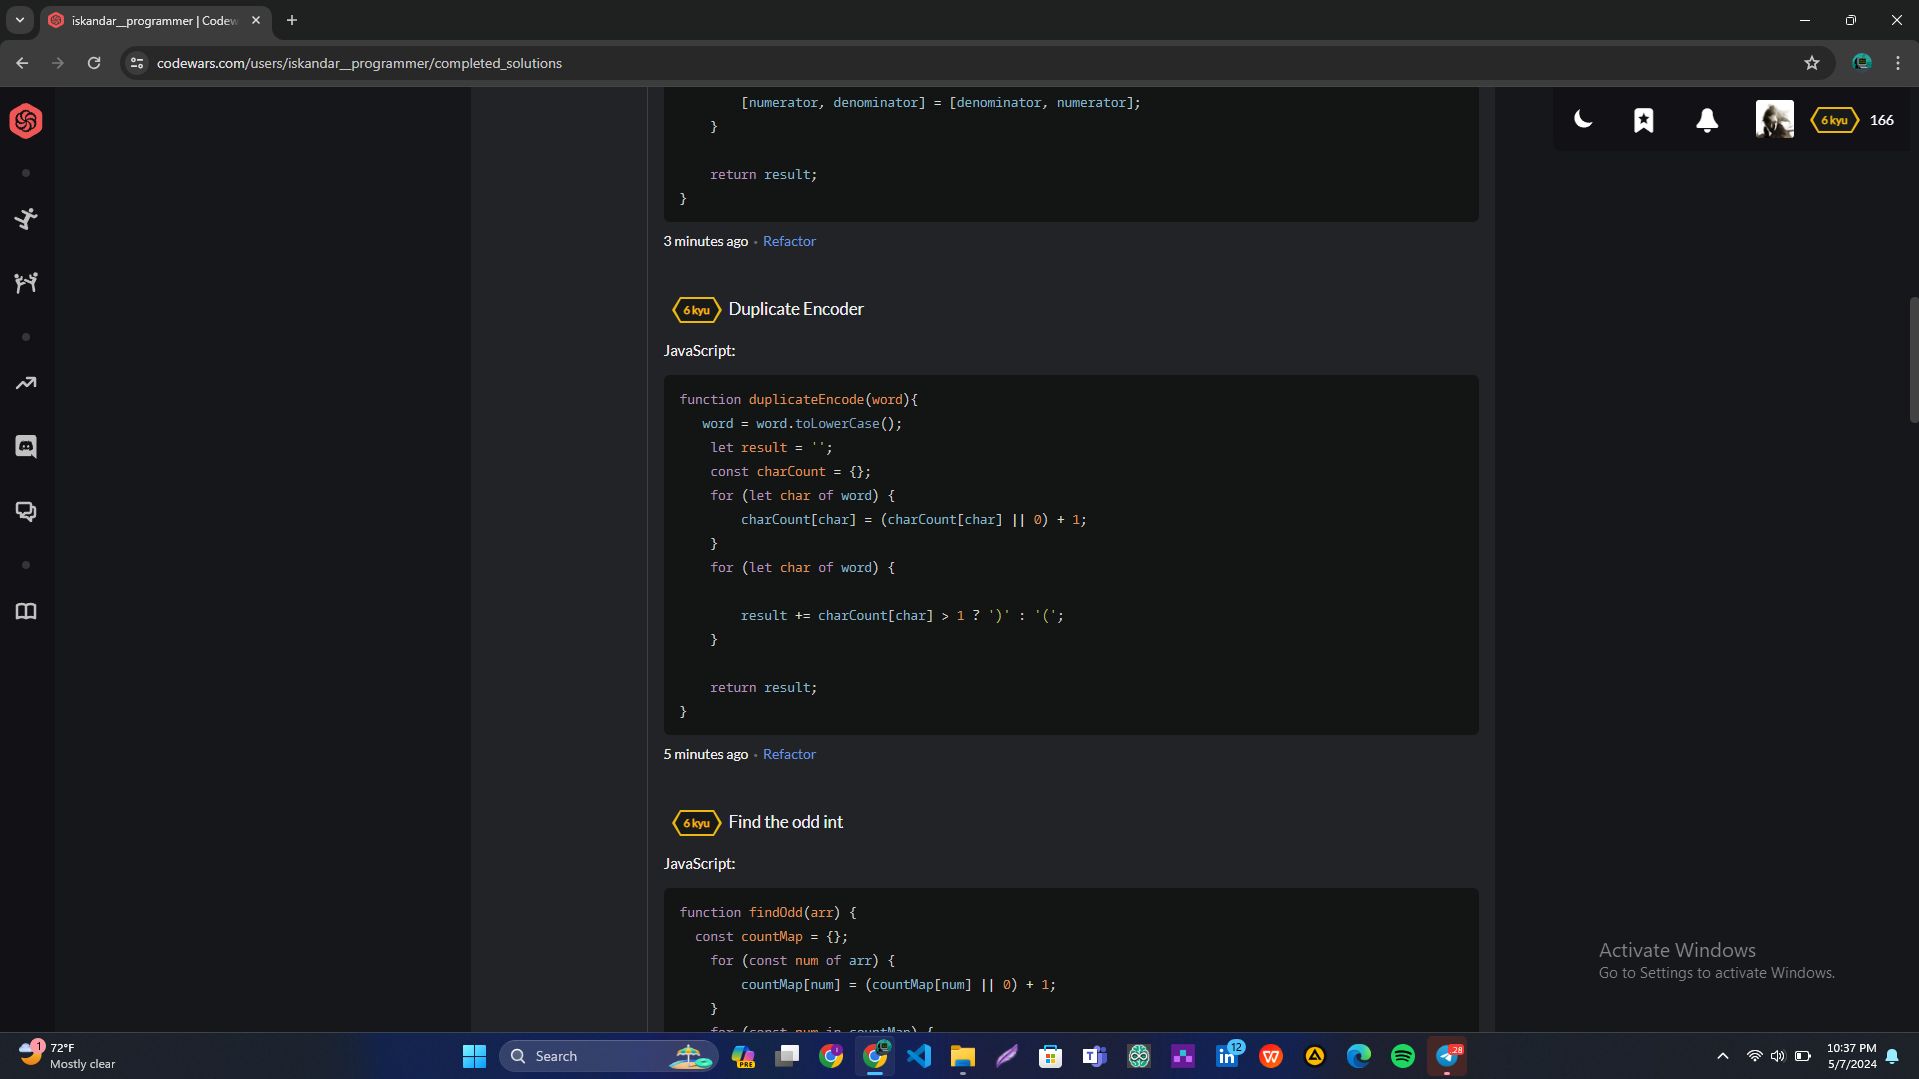 iskandar__programmer | Codew
codewars.com/users/iskandar__programmer/completed_solutions
6 kyu
166
[numerator, denominator] = [denominator, numerator];
}
return result;
}
3 minutes ago · Refactor
6 kyu Duplicate Encoder
JavaScript:
function duplicateEncode(word){
word = word.toLowerCase();
let result = '';
const charCount = {};
for (let char of word) {
charCount[char] = (charCount[char] || 0) + 1;
}
for (let char of word) {
result += charCount[char] > 1 ? ')' : '(';
}
return result;
}
5 minutes ago · Refactor
6 kyu Find the odd int
JavaScript:
function findOdd(arr) {
const countMap = {};
for (const num of arr) {
countMap[num] = (countMap[num] || 0) + 1;
}
for (const num in countMap) {
Activate Windows
Go to Settings to activate Windows.
1
72°F
Mostly clear
Search
PRE
12
28
10:37 PM
5/7/2024